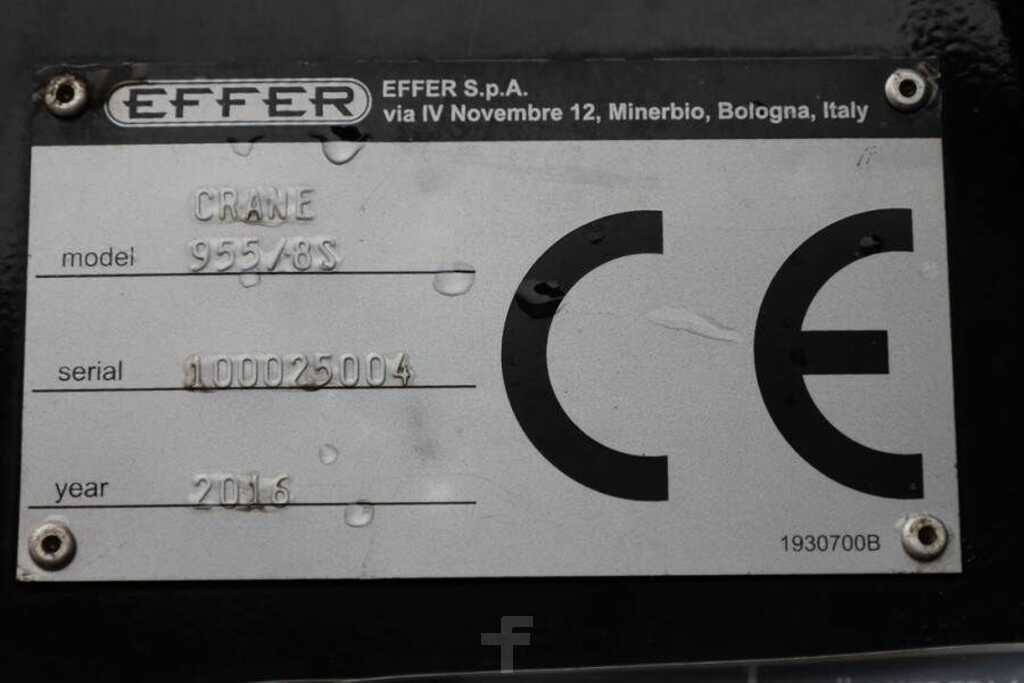 EFFER
EFFER S.p.A.
via IV Novembre 12, Minerbio, Bologna, Italy
CRANE
model 955/8S
serial 100025004
year 2016
CE
1930700B
f